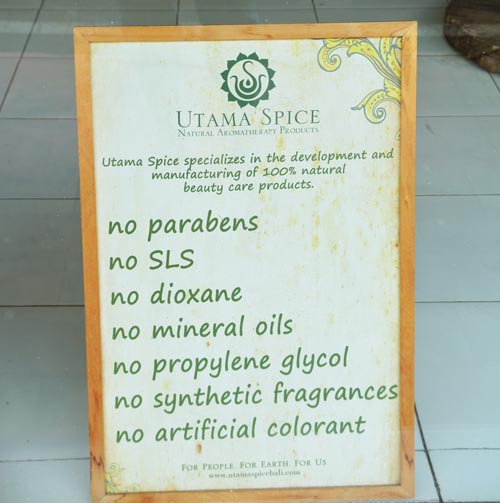 UTAMA SPICE
NATURAL AROMATHERAPY PRODUCTS
Utama Spice specializes in the development and
manufacturing of 100% natural
beauty care products.
no parabens
no SLS
no dioxane
no mineral oils
no propylene glycol
no synthetic fragrances
no artificial colorant
FOR PEOPLE. FOR EARTH. FOR US
www.utamaspicebali.com